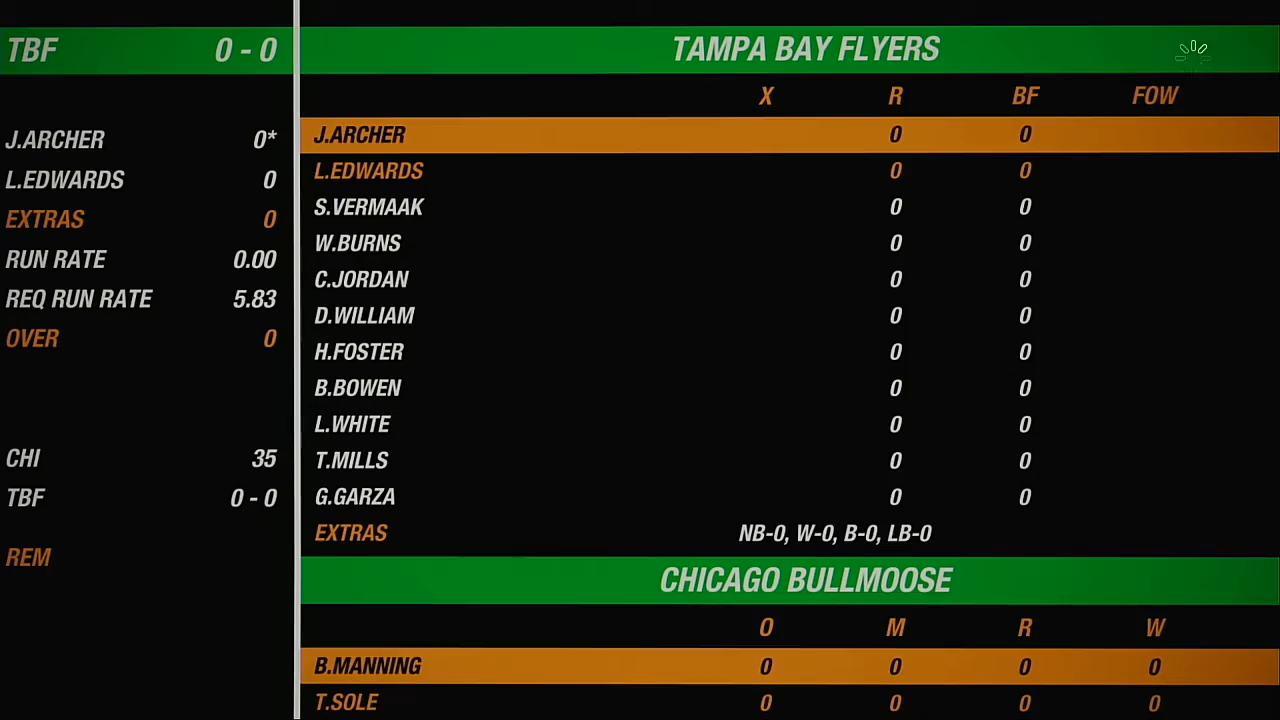 TBF 0 - 0
J.ARCHER 0*
L.EDWARDS 0
EXTRAS 0
RUN RATE 0.00
REQ RUN RATE 5.83
OVER 0
CHI 35
TBF 0 - 0
REM
TAMPA BAY FLYERS
X R BF FOW
J.ARCHER 0 0
L.EDWARDS 0 0
S.VERMAAK 0 0
W.BURNS 0 0
C.JORDAN 0 0
D.WILLIAM 0 0
H.FOSTER 0 0
B.BOWEN 0 0
L.WHITE 0 0
T.MILLS 0 0
G.GARZA 0 0
EXTRAS NB-0, W-0, B-0, LB-0
CHICAGO BULLMOOSE
O M R W
B.MANNING 0 0 0 0
T.SOLE 0 0 0 0